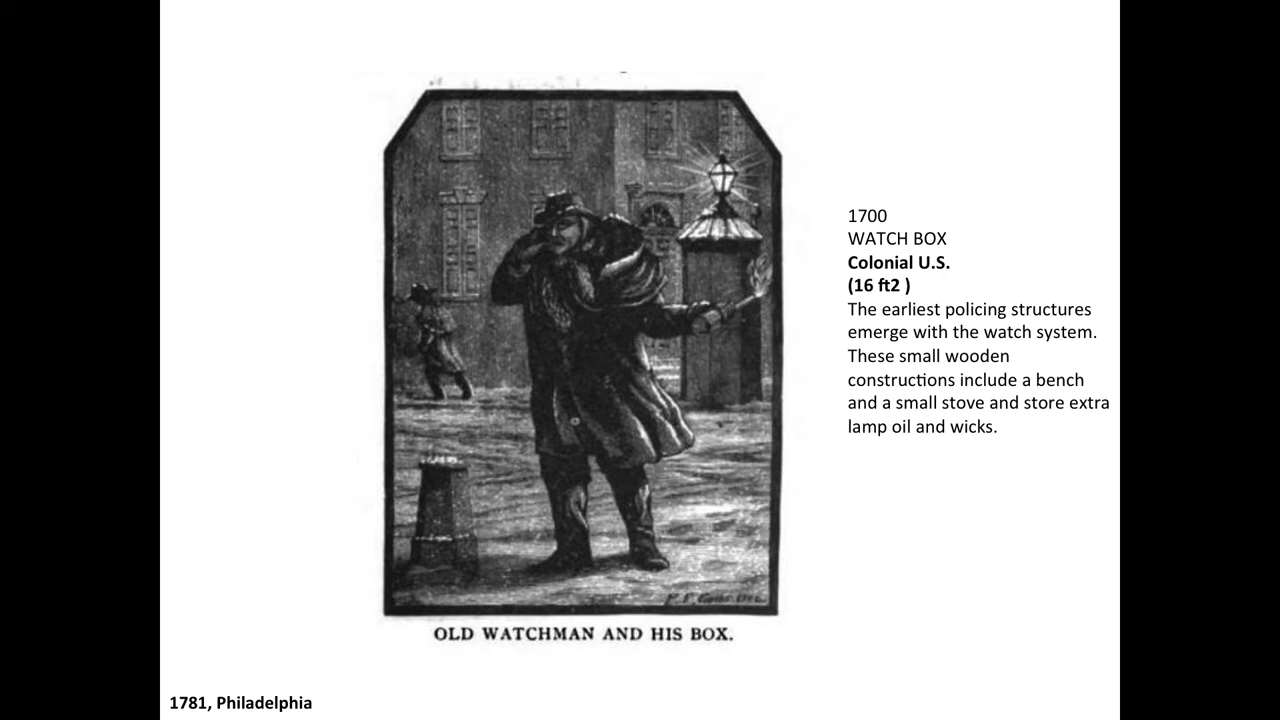 1700
WATCH BOX
Colonial U.S.
(16 ft2 )
The earliest policing structures
emerge with the watch system.
These small wooden
constructions include a bench
and a small stove and store extra
lamp oil and wicks.
OLD WATCHMAN AND HIS BOX.
1781, Philadelphia